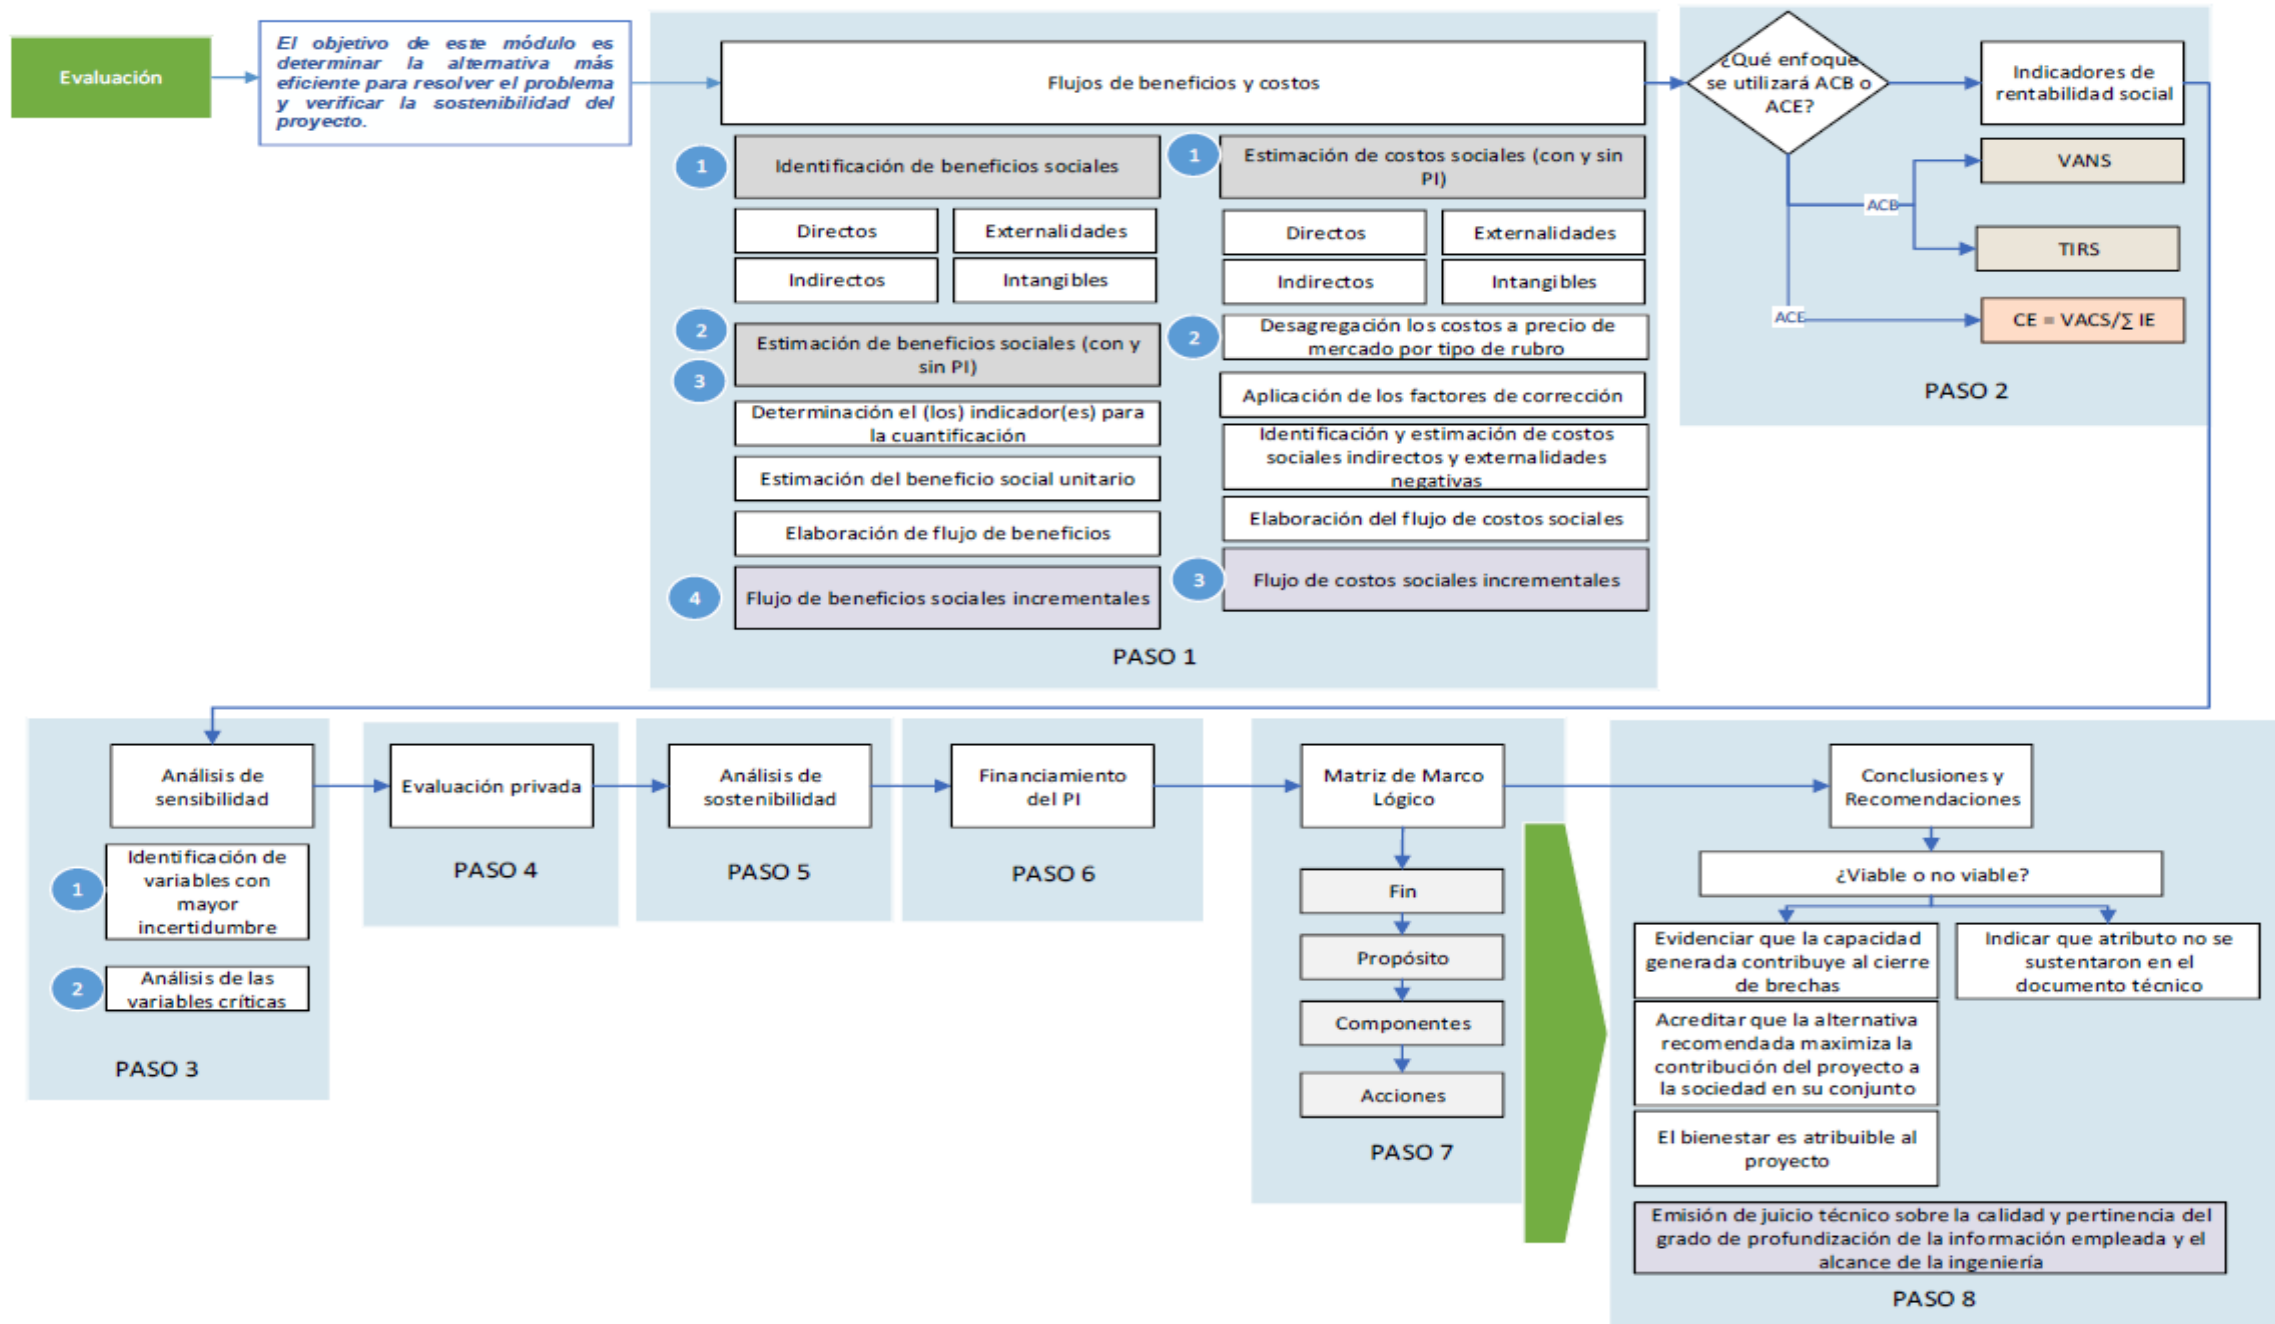 Evaluación
El objetivo de este módulo es
determinar la alternativa más
eficiente para resolver el problema
y verificar la sostenibilidad del
proyecto.
Flujos de beneficios y costos
1
Identificación de beneficios sociales
Directos
Externalidades
Indirectos
Intangibles
2
3
Estimación de beneficios sociales (con y
sin PI)
Determinación el (los) indicador(es) para
la cuantificación
Estimación del beneficio social unitario
Elaboración de flujo de beneficios
4
Flujo de beneficios sociales incrementales
1
Estimación de costos sociales (con y sin
PI)
Directos
Externalidades
Indirectos
Intangibles
2
Desagregación los costos a precio de
mercado por tipo de rubro
Aplicación de los factores de corrección
Identificación y estimación de costos
sociales indirectos y externalidades
negativas
Elaboración del flujo de costos sociales
3
Flujo de costos sociales incrementales
PASO 1
¿Qué enfoque
se utilizará ACB o
ACE?
Indicadores de
rentabilidad social
VANS
ACB
TIRS
ACE
CE = VACS/∑ IE
PASO 2
Análisis de
sensibilidad
1
Identificación de
variables con
mayor
incertidumbre
2
Análisis de las
variables críticas
PASO 3
Evaluación privada
PASO 4
Análisis de
sostenibilidad
PASO 5
Financiamiento
del PI
PASO 6
Matriz de Marco
Lógico
Fin
Propósito
Componentes
Acciones
PASO 7
Conclusiones y
Recomendaciones
¿Viable o no viable?
Evidenciar que la capacidad
generada contribuye al cierre
de brechas
Indicar que atributo no se
sustentaron en el
documento técnico
Acreditar que la alternativa
recomendada maximiza la
contribución del proyecto a
la sociedad en su conjunto
El bienestar es atribuible al
proyecto
Emisión de juicio técnico sobre la calidad y pertinencia del
grado de profundización de la información empleada y el
alcance de la ingeniería
PASO 8